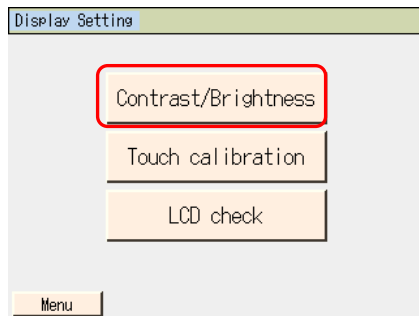 Display Setting
Contrast/Brightness
Touch calibration
LCD check
Menu